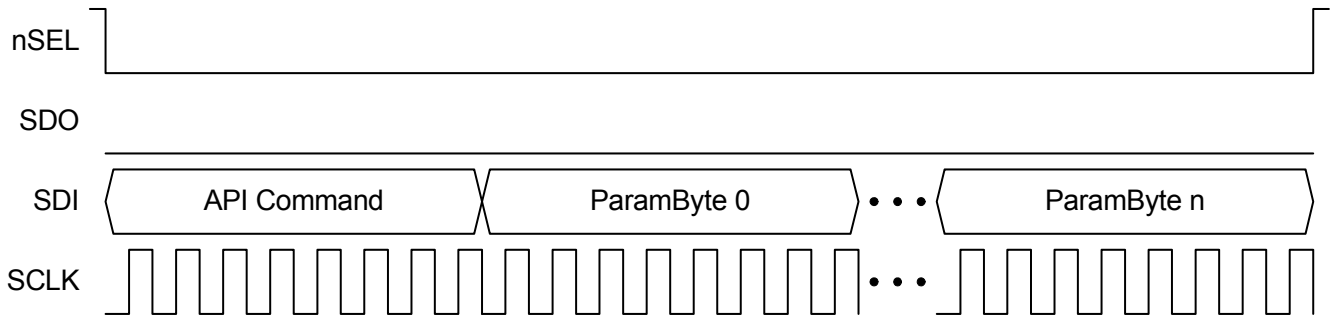 nSEL
SDO
SDI API Command ParamByte 0 ParamByte n
SCLK